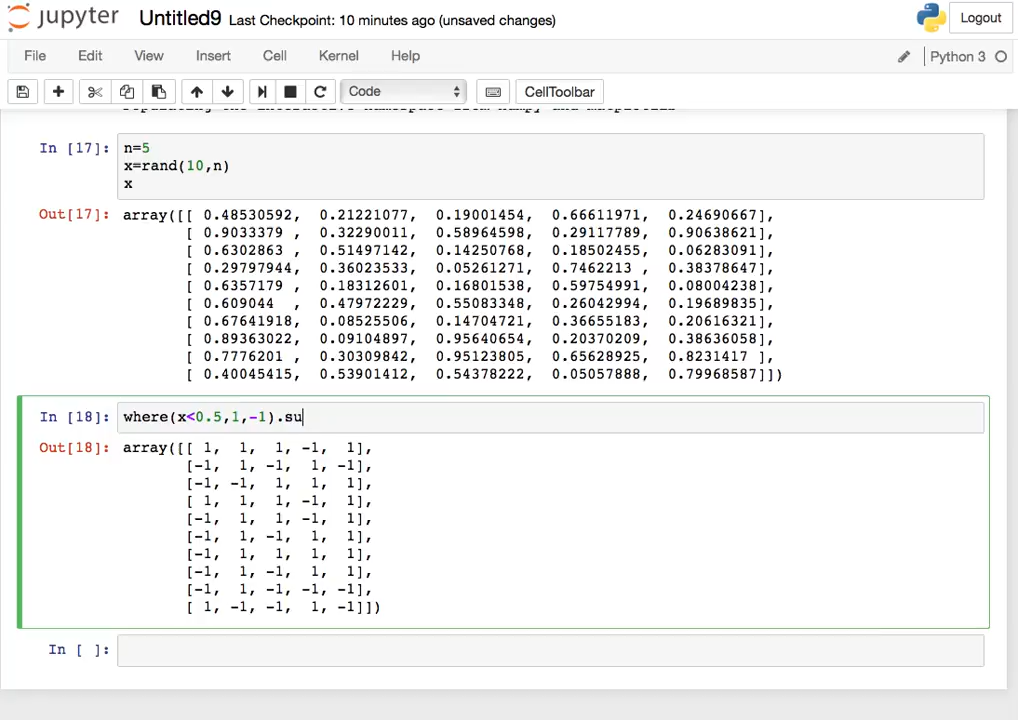 jupyter Untitled9 Last Checkpoint: 10 minutes ago (unsaved changes) Logout
File Edit View Insert Cell Kernel Help Python 3
Code CellToolbar
In [17]: n=5
x=rand(10,n)
x
Out[17]: array([[ 0.48530592, 0.21221077, 0.19001454, 0.66611971, 0.24690667],
[ 0.9033379 , 0.32290011, 0.58964598, 0.29117789, 0.90638621],
[ 0.6302863 , 0.51497142, 0.14250768, 0.18502455, 0.06283091],
[ 0.29797944, 0.36023533, 0.05261271, 0.7462213 , 0.38378647],
[ 0.6357179 , 0.18312601, 0.16801538, 0.59754991, 0.08004238],
[ 0.609044 , 0.47972229, 0.55083348, 0.26042994, 0.19689835],
[ 0.67641918, 0.08525506, 0.14704721, 0.36655183, 0.20616321],
[ 0.89363022, 0.09104897, 0.95640654, 0.20370209, 0.38636058],
[ 0.7776201 , 0.30309842, 0.95123805, 0.65628925, 0.8231417 ],
[ 0.40045415, 0.53901412, 0.54378222, 0.05057888, 0.79968587]])
In [18]: where(x<0.5,1,-1).su
Out[18]: array([[ 1, 1, 1, -1, 1],
[-1, 1, -1, 1, -1],
[-1, -1, 1, 1, 1],
[ 1, 1, 1, -1, 1],
[-1, 1, 1, -1, 1],
[-1, 1, -1, 1, 1],
[-1, 1, 1, 1, 1],
[-1, 1, -1, 1, 1],
[-1, 1, -1, -1, -1],
[ 1, -1, -1, 1, -1]])
In [ ]: